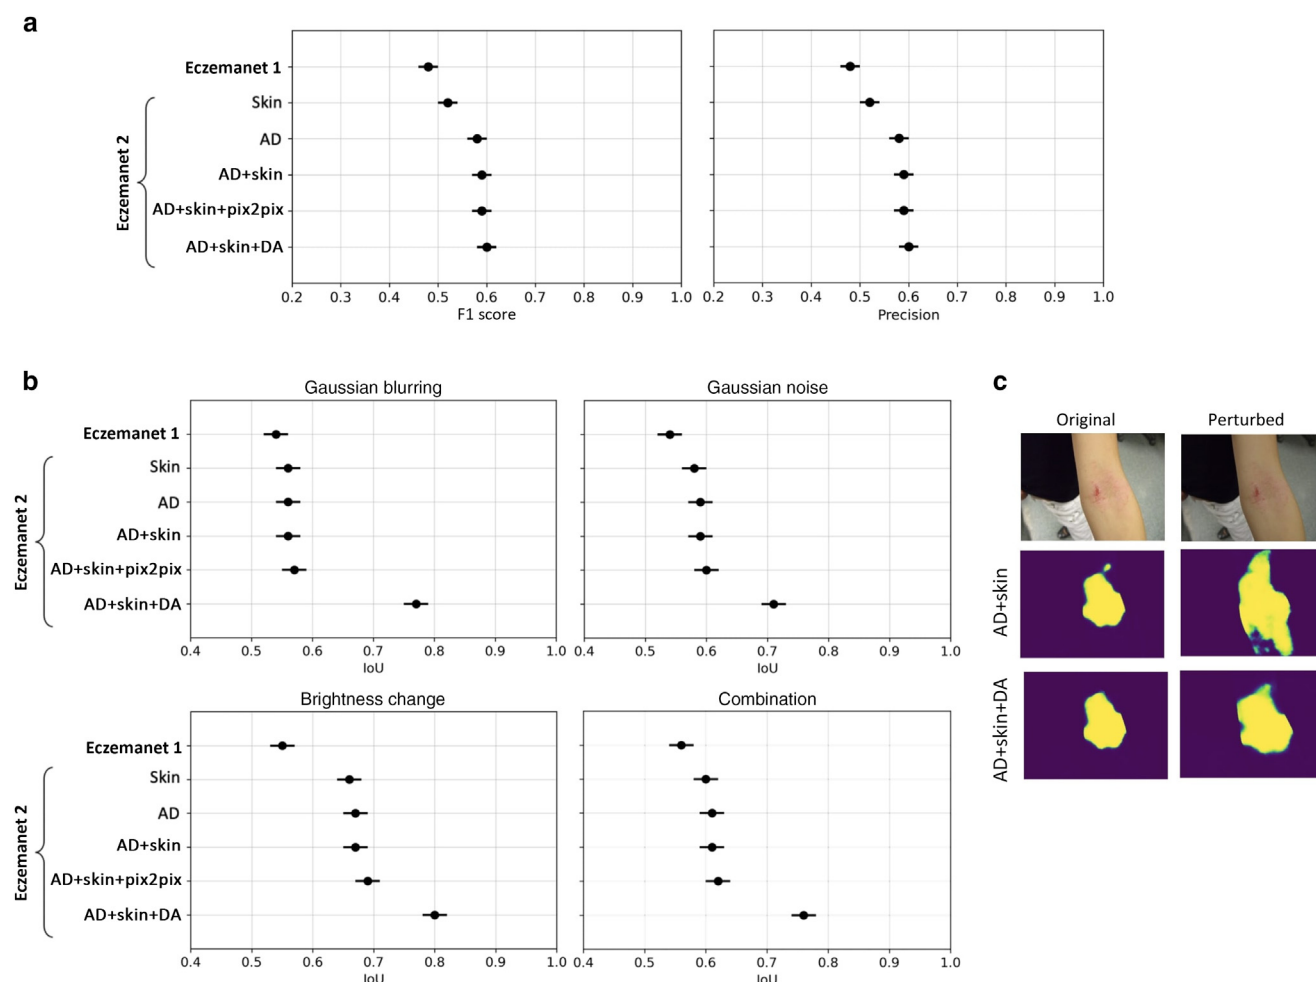 a
Eczemanet 1
Skin
AD
AD+skin
AD+skin+pix2pix
AD+skin+DA
Eczemanet 2
0.2 0.3 0.4 0.5 0.6 0.7 0.8 0.9 1.0
F1 score
0.2 0.3 0.4 0.5 0.6 0.7 0.8 0.9 1.0
Precision
b
Gaussian blurring
Eczemanet 1
Skin
AD
AD+skin
AD+skin+pix2pix
AD+skin+DA
Eczemanet 2
0.4 0.5 0.6 0.7 0.8 0.9 1.0
IoU
Gaussian noise
0.4 0.5 0.6 0.7 0.8 0.9 1.0
IoU
Brightness change
Eczemanet 1
Skin
AD
AD+skin
AD+skin+pix2pix
AD+skin+DA
Eczemanet 2
0.4 0.5 0.6 0.7 0.8 0.9 1.0
IoU
Combination
0.4 0.5 0.6 0.7 0.8 0.9 1.0
IoU
c
Original
Perturbed
AD+skin
AD+skin+DA